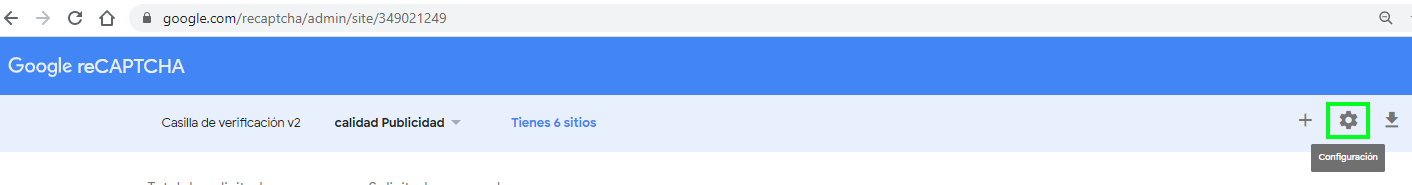 google.com/recaptcha/admin/site/349021249
Google reCAPTCHA
Casilla de verificación v2 calidad Publicidad Tienes 6 sitios
Configuración